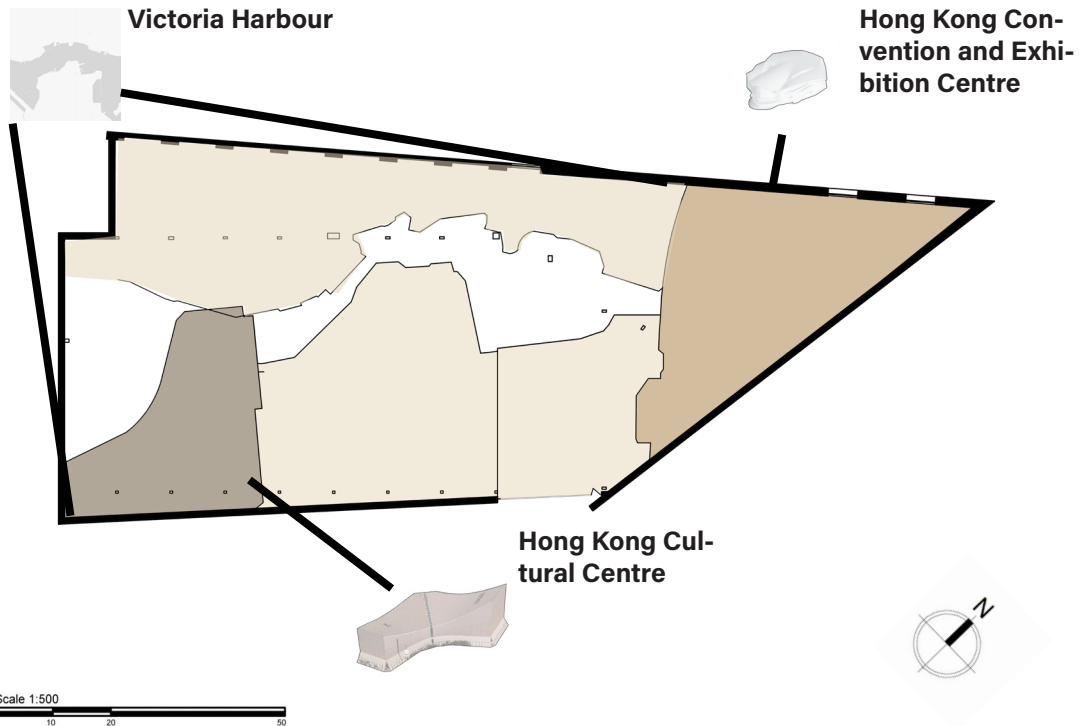 Victoria Harbour
Hong Kong Con-
vention and Exhi-
bition Centre
Hong Kong Cul-
tural Centre
N
Scale 1:500
10 20 50